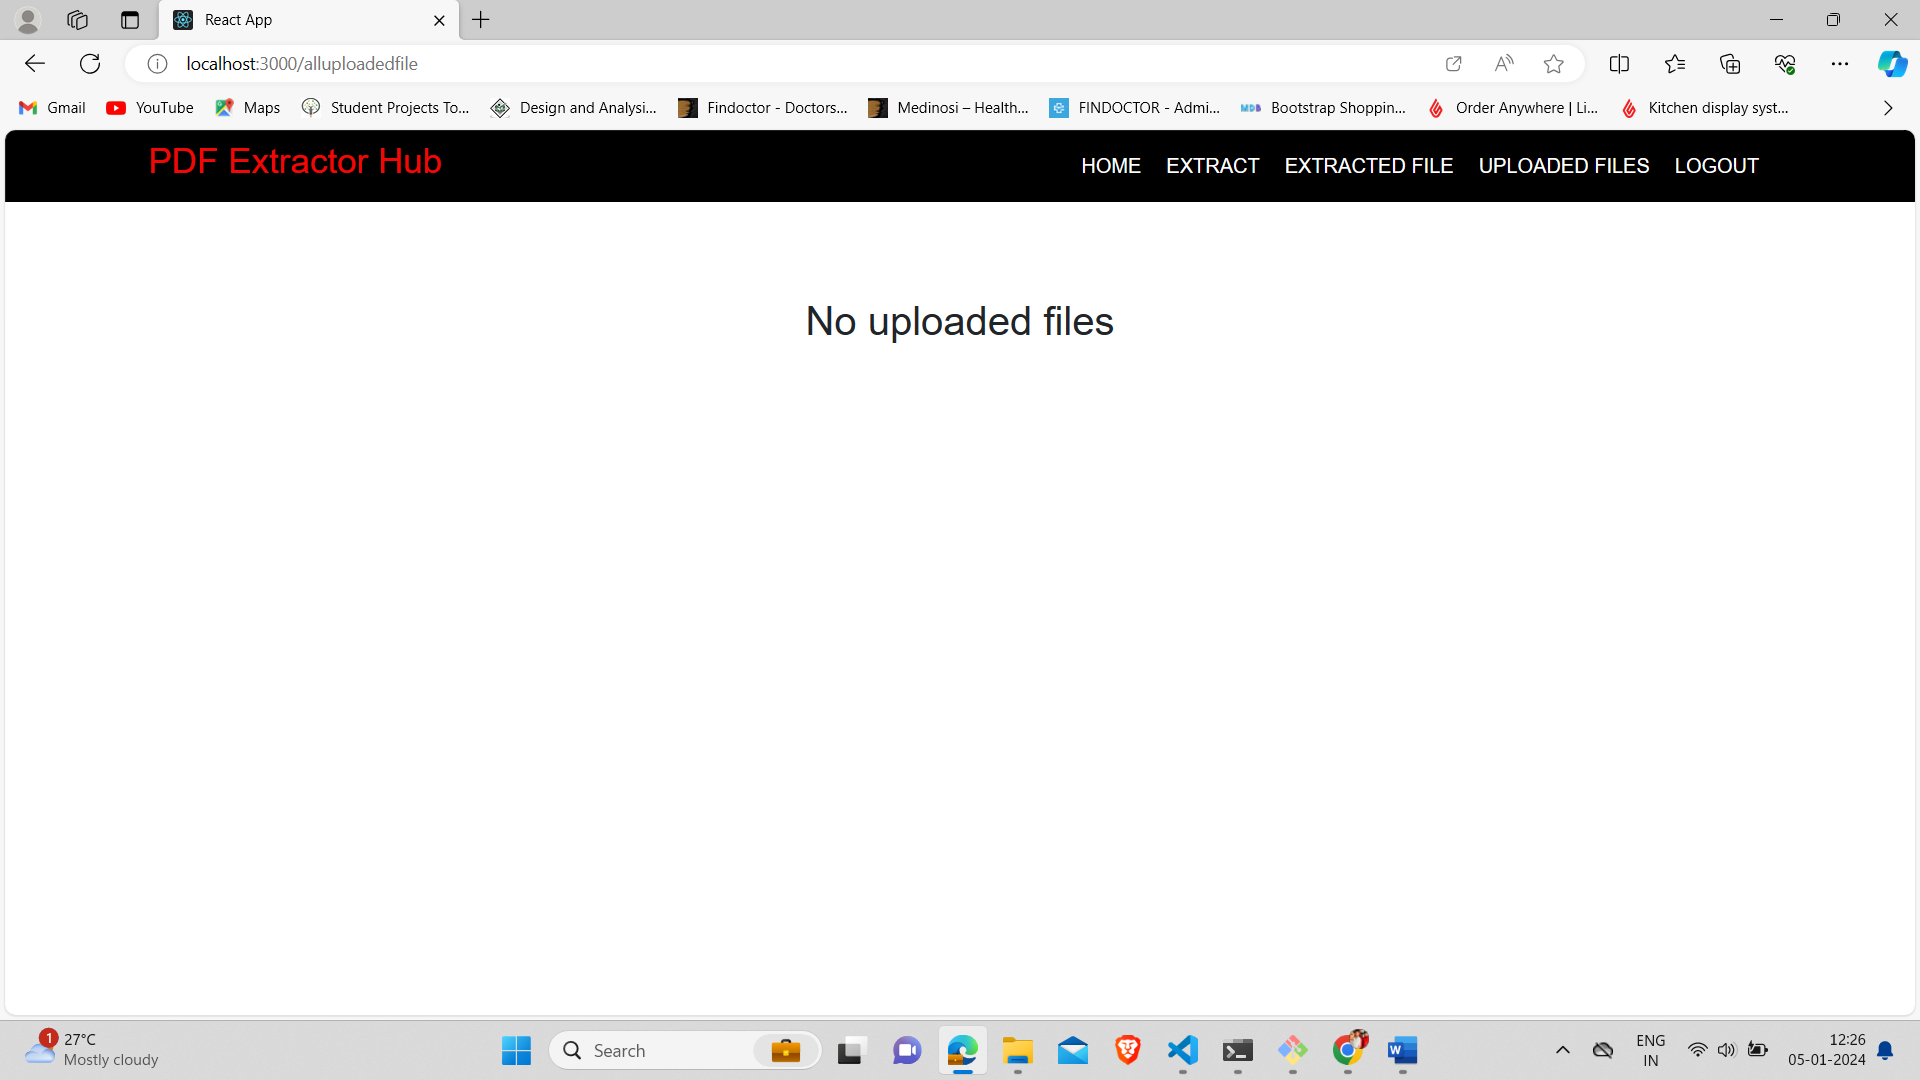 React App
localhost:3000/alluploadedfile
Gmail
YouTube
Maps
Student Projects To...
Design and Analysi...
Findoctor - Doctors...
Medinosi – Health...
FINDOCTOR - Admi...
MDB
Bootstrap Shoppin...
Order Anywhere | Li...
Kitchen display syst...
PDF Extractor Hub
HOME EXTRACT EXTRACTED FILE UPLOADED FILES LOGOUT
No uploaded files
1
27°C
Mostly cloudy
Search
ENG
IN
12:26
05-01-2024